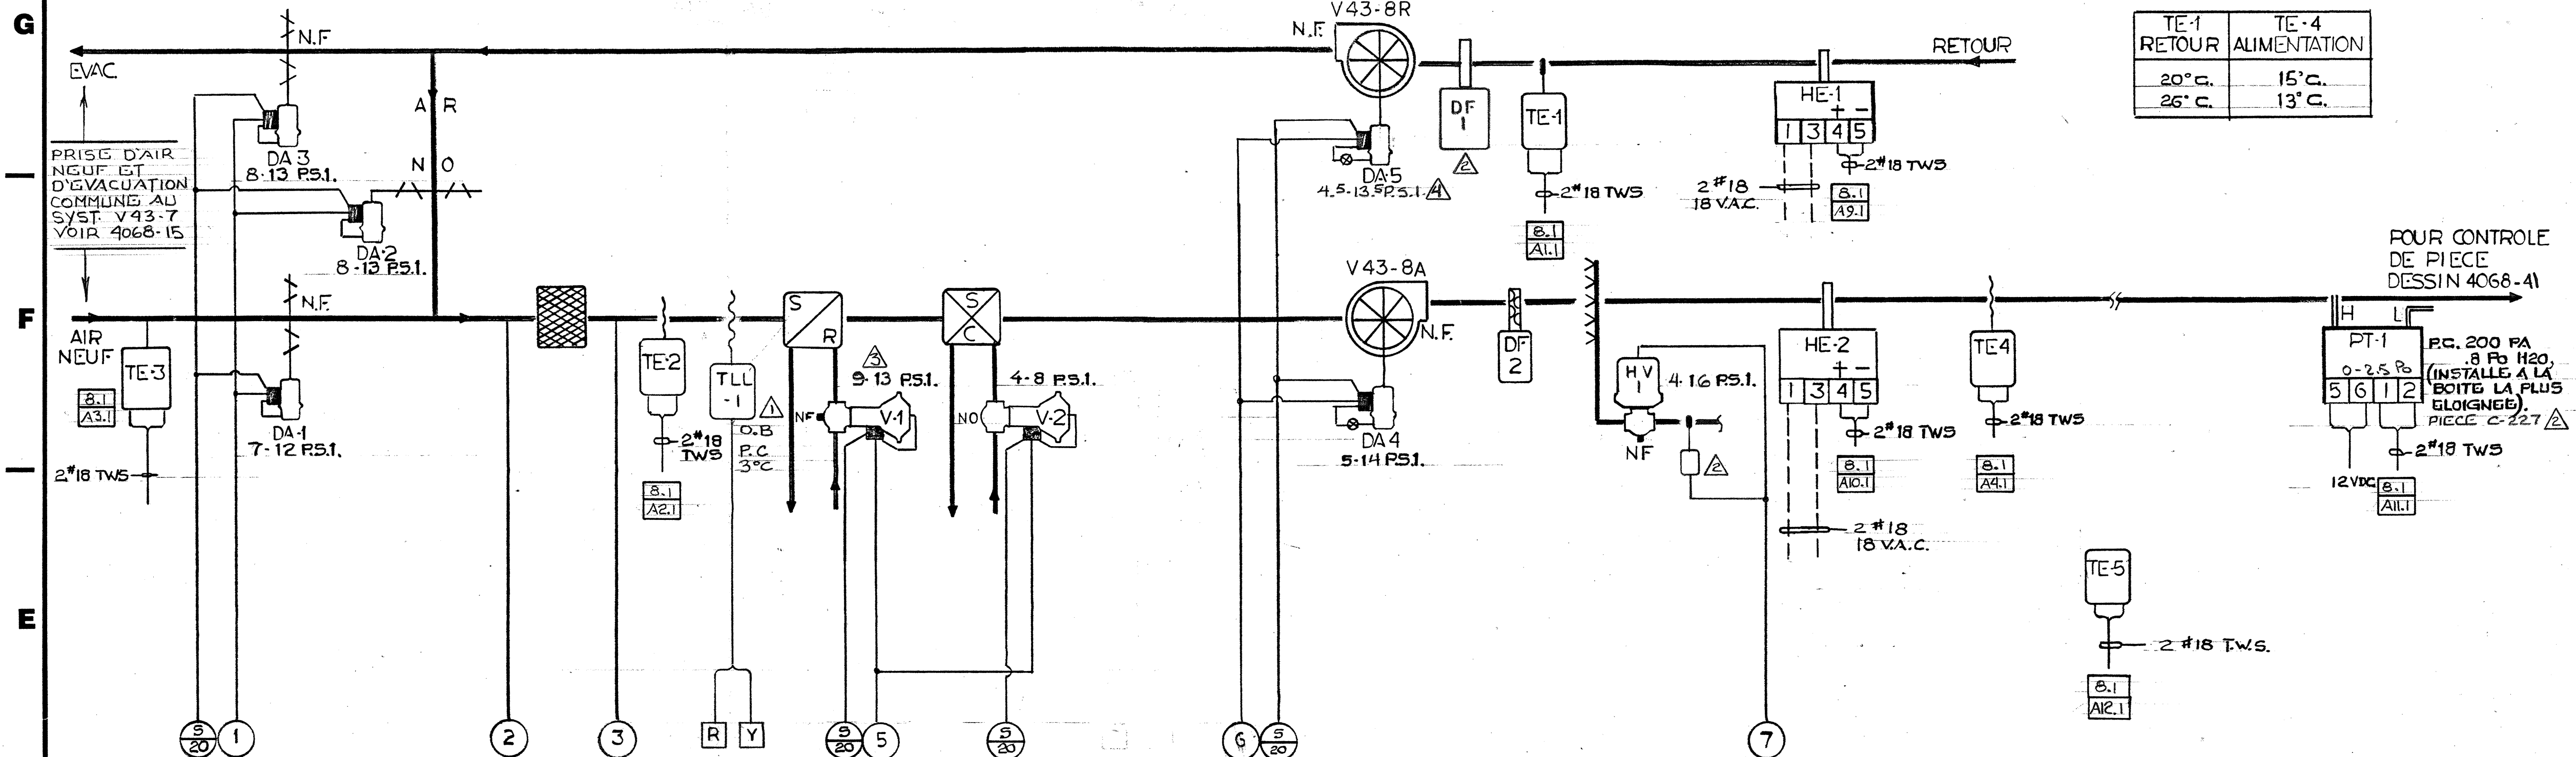 G
F
E
N.F
EVAC.
A R
PRISE D'AIR
NEUF ET
D'EVACUATION
COMMUNE AU
SYST. V43-7
VOIR 4068-15
DA 3
8-13 P.S.I.
N O
DA-2
8-13 P.S.I.
N.F.
AIR
NEUF
TE-3
8.1
A3.1
2#18 TWS
DA-1
7-12 P.S.I.
S
20
1
2
3
TE-2
2#18
TWS
8.1
A2.1
TLL
-1
1
O.B
P.C
3°C
R
Y
S
R
3
9-13 P.S.I.
NF
V-1
S
20
5
S
C
4-8 P.S.I.
NO
V-2
S
20
V43-8R
N.F.
DA-5
4.5-13.5 P.S.I.
4
DF
1
2
TE-1
2#18 TWS
8.1
A1.1
HE-1
+ -
1 3 4 5
2#18 TWS
2#18
18 V.A.C.
8.1
A9.1
RETOUR
TE-1
RETOUR
TE-4
ALIMENTATION
20°C. 15°C.
26°C. 13°C.
V43-8A
N.F.
DA4
5-14 P.S.I.
6
S
20
DF
2
HV
1
4-16 P.S.I.
NF
2
7
HE-2
+ -
1 3 4 5
2#18 TWS
8.1
A10.1
2#18
18 V.A.C.
TE4
2#18 TWS
8.1
A4.1
POUR CONTROLE
DE PIECE
DESSIN 4068-41
H L
PT-1
0-2.5 Po
5 6 1 2
P.C. 200 PA
.8 Po H2O,
(INSTALLE A LA
BOITE LA PLUS
ELOIGNEE).
PIECE C-227 2
2#18 TWS
12VDC
8.1
A11.1
TE-5
2#18 T.W.S.
8.1
A12.1